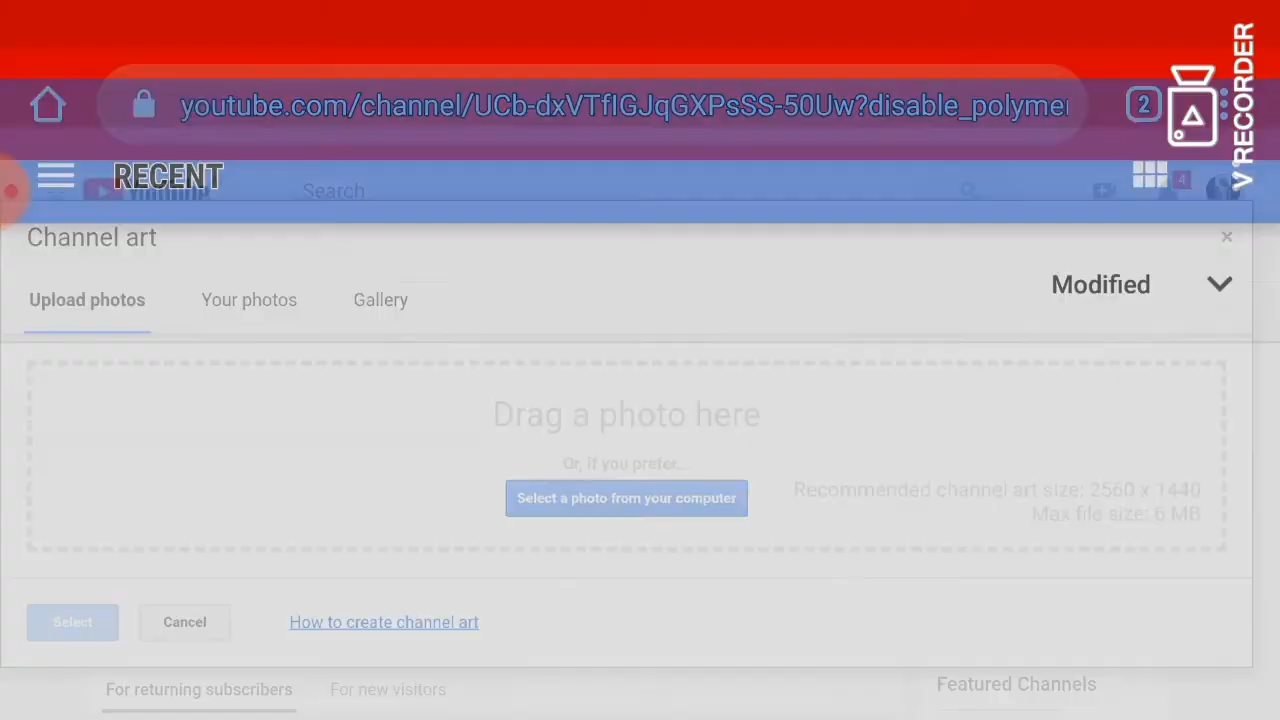 youtube.com/channel/UCb-dxVTfIGJqGXPsSS-50Uw?disable_polymer
2
V RECORDER
RECENT
Search
4
Channel art
×
Modified
Upload photos
Your photos
Gallery
Drag a photo here
Or, if you prefer...
Select a photo from your computer
Recommended channel art size: 2560 x 1440
Max file size: 6 MB
Select
Cancel
How to create channel art
For returning subscribers
For new visitors
Featured Channels